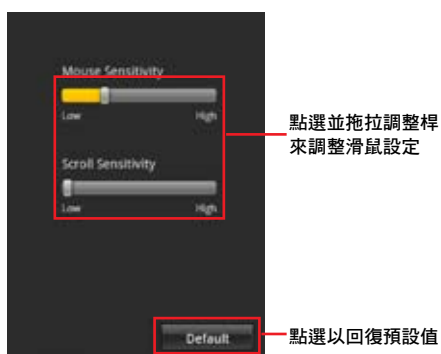 Mouse Sensitivity
Low High
點選並拖拉調整桿
來調整滑鼠設定
Scroll Sensitivity
Low High
Default
點選以回復預設值